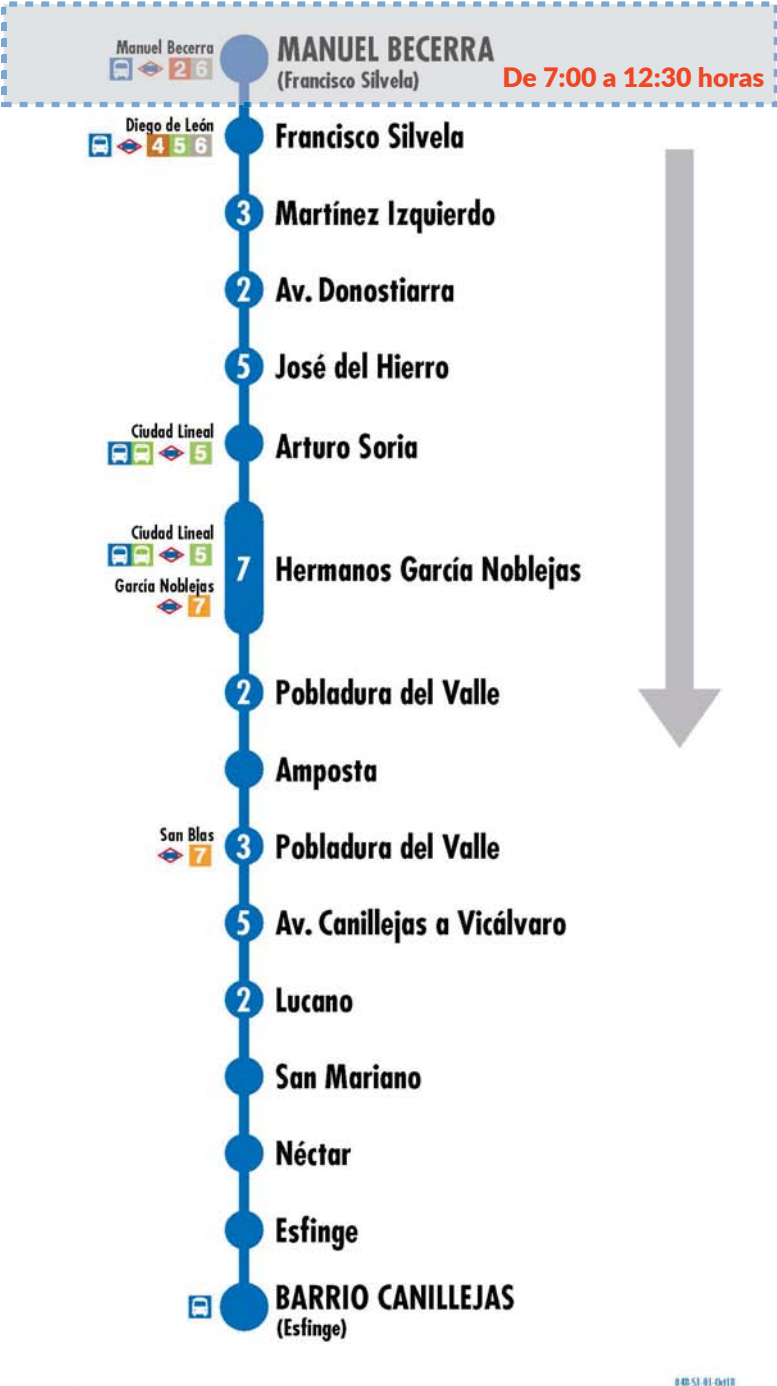 Manuel Becerra
2 6
MANUEL BECERRA
(Francisco Silvela)
De 7:00 a 12:30 horas
Diego de León
4 5 6
Francisco Silvela
3 Martínez Izquierdo
2 Av. Donostiarra
5 José del Hierro
Ciudad Lineal
5
Arturo Soria
Ciudad Lineal
5
García Noblejas
7
7 Hermanos García Noblejas
2 Pobladura del Valle
Amposta
San Blas
7
3 Pobladura del Valle
5 Av. Canillejas a Vicálvaro
2 Lucano
San Mariano
Néctar
Esfinge
BARRIO CANILLEJAS
(Esfinge)